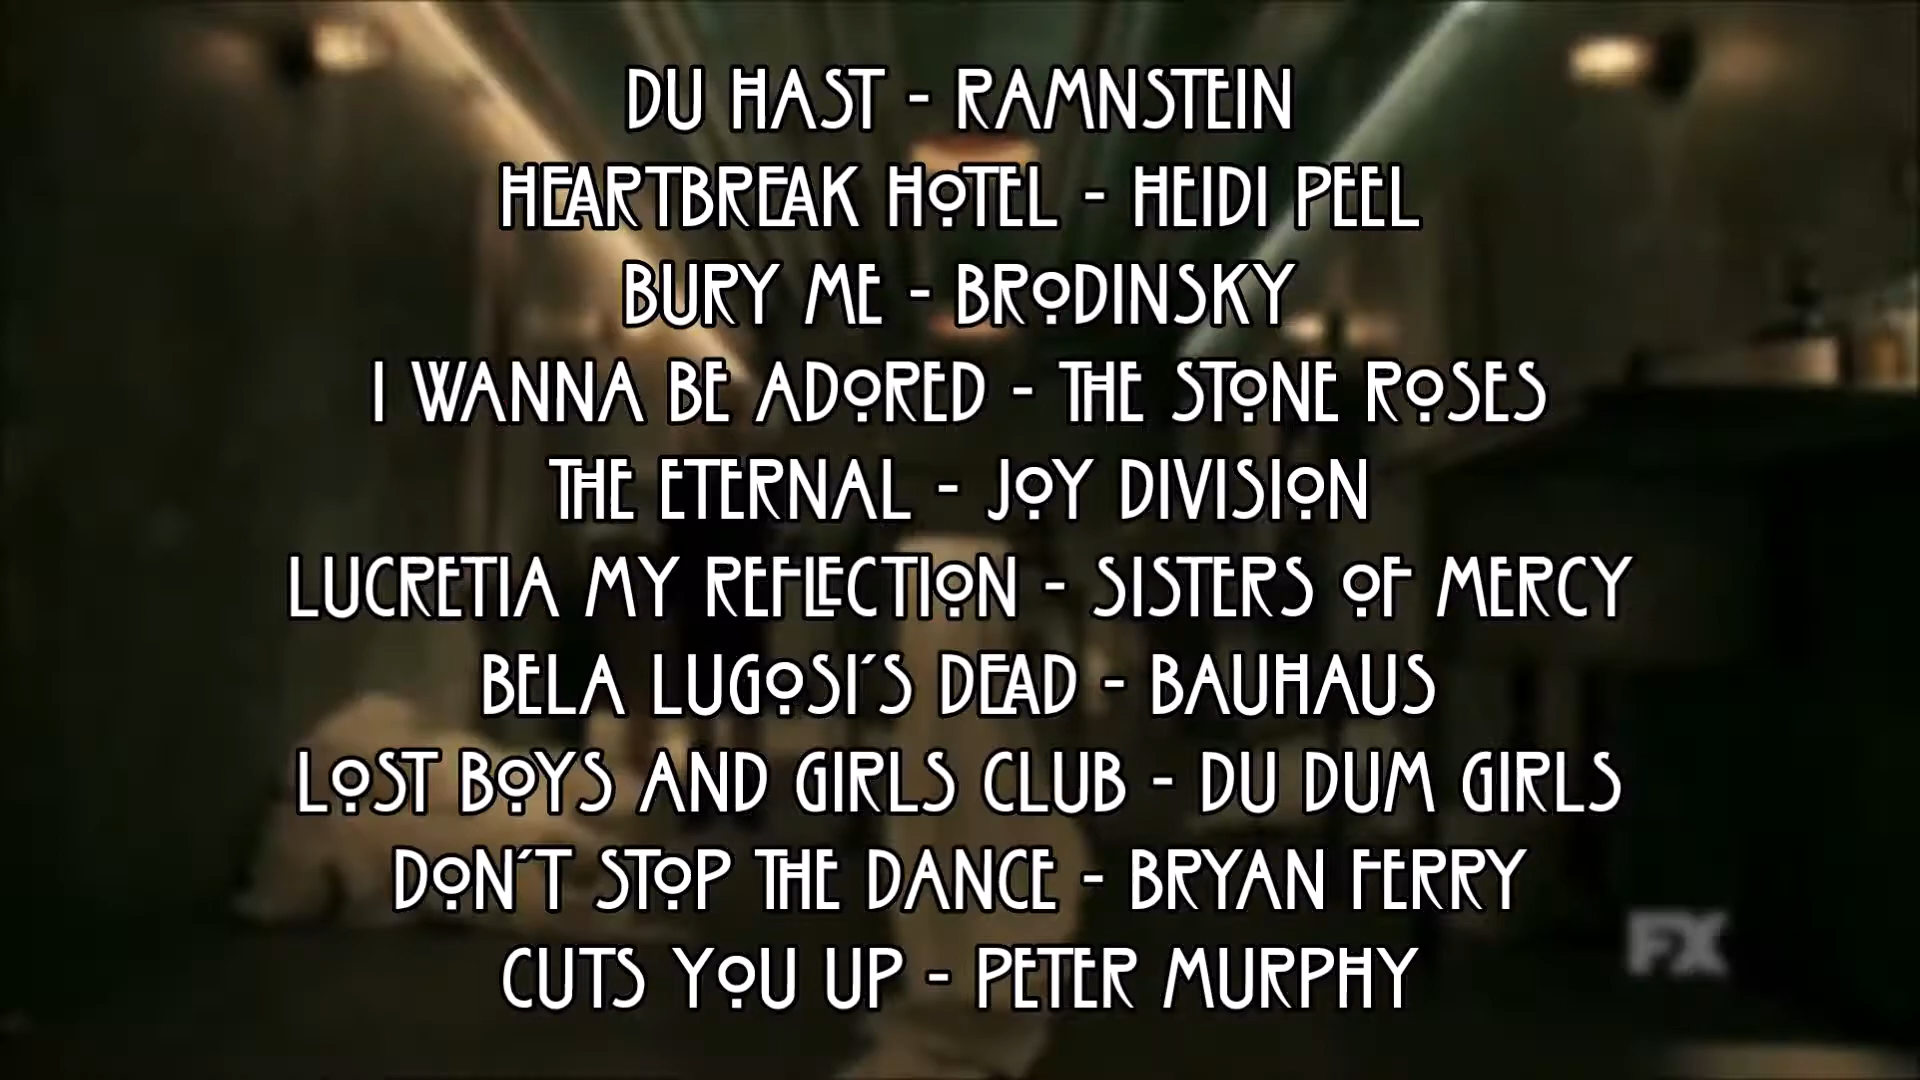 DU HAST - RAMNSTEIN
HEARTBREAK HOTEL - HEIDI PEEL
BURY ME - BRODINSKY
I WANNA BE ADORED - THE STONE ROSES
THE ETERNAL - JOY DIVISION
LUCRETIA MY REFLECTION - SISTERS OF MERCY
BELA LUGOSI´S DEAD - BAUHAUS
LOST BOYS AND GIRLS CLUB - DU DUM GIRLS
DON´T STOP THE DANCE - BRYAN FERRY
CUTS YOU UP - PETER MURPHY
FX